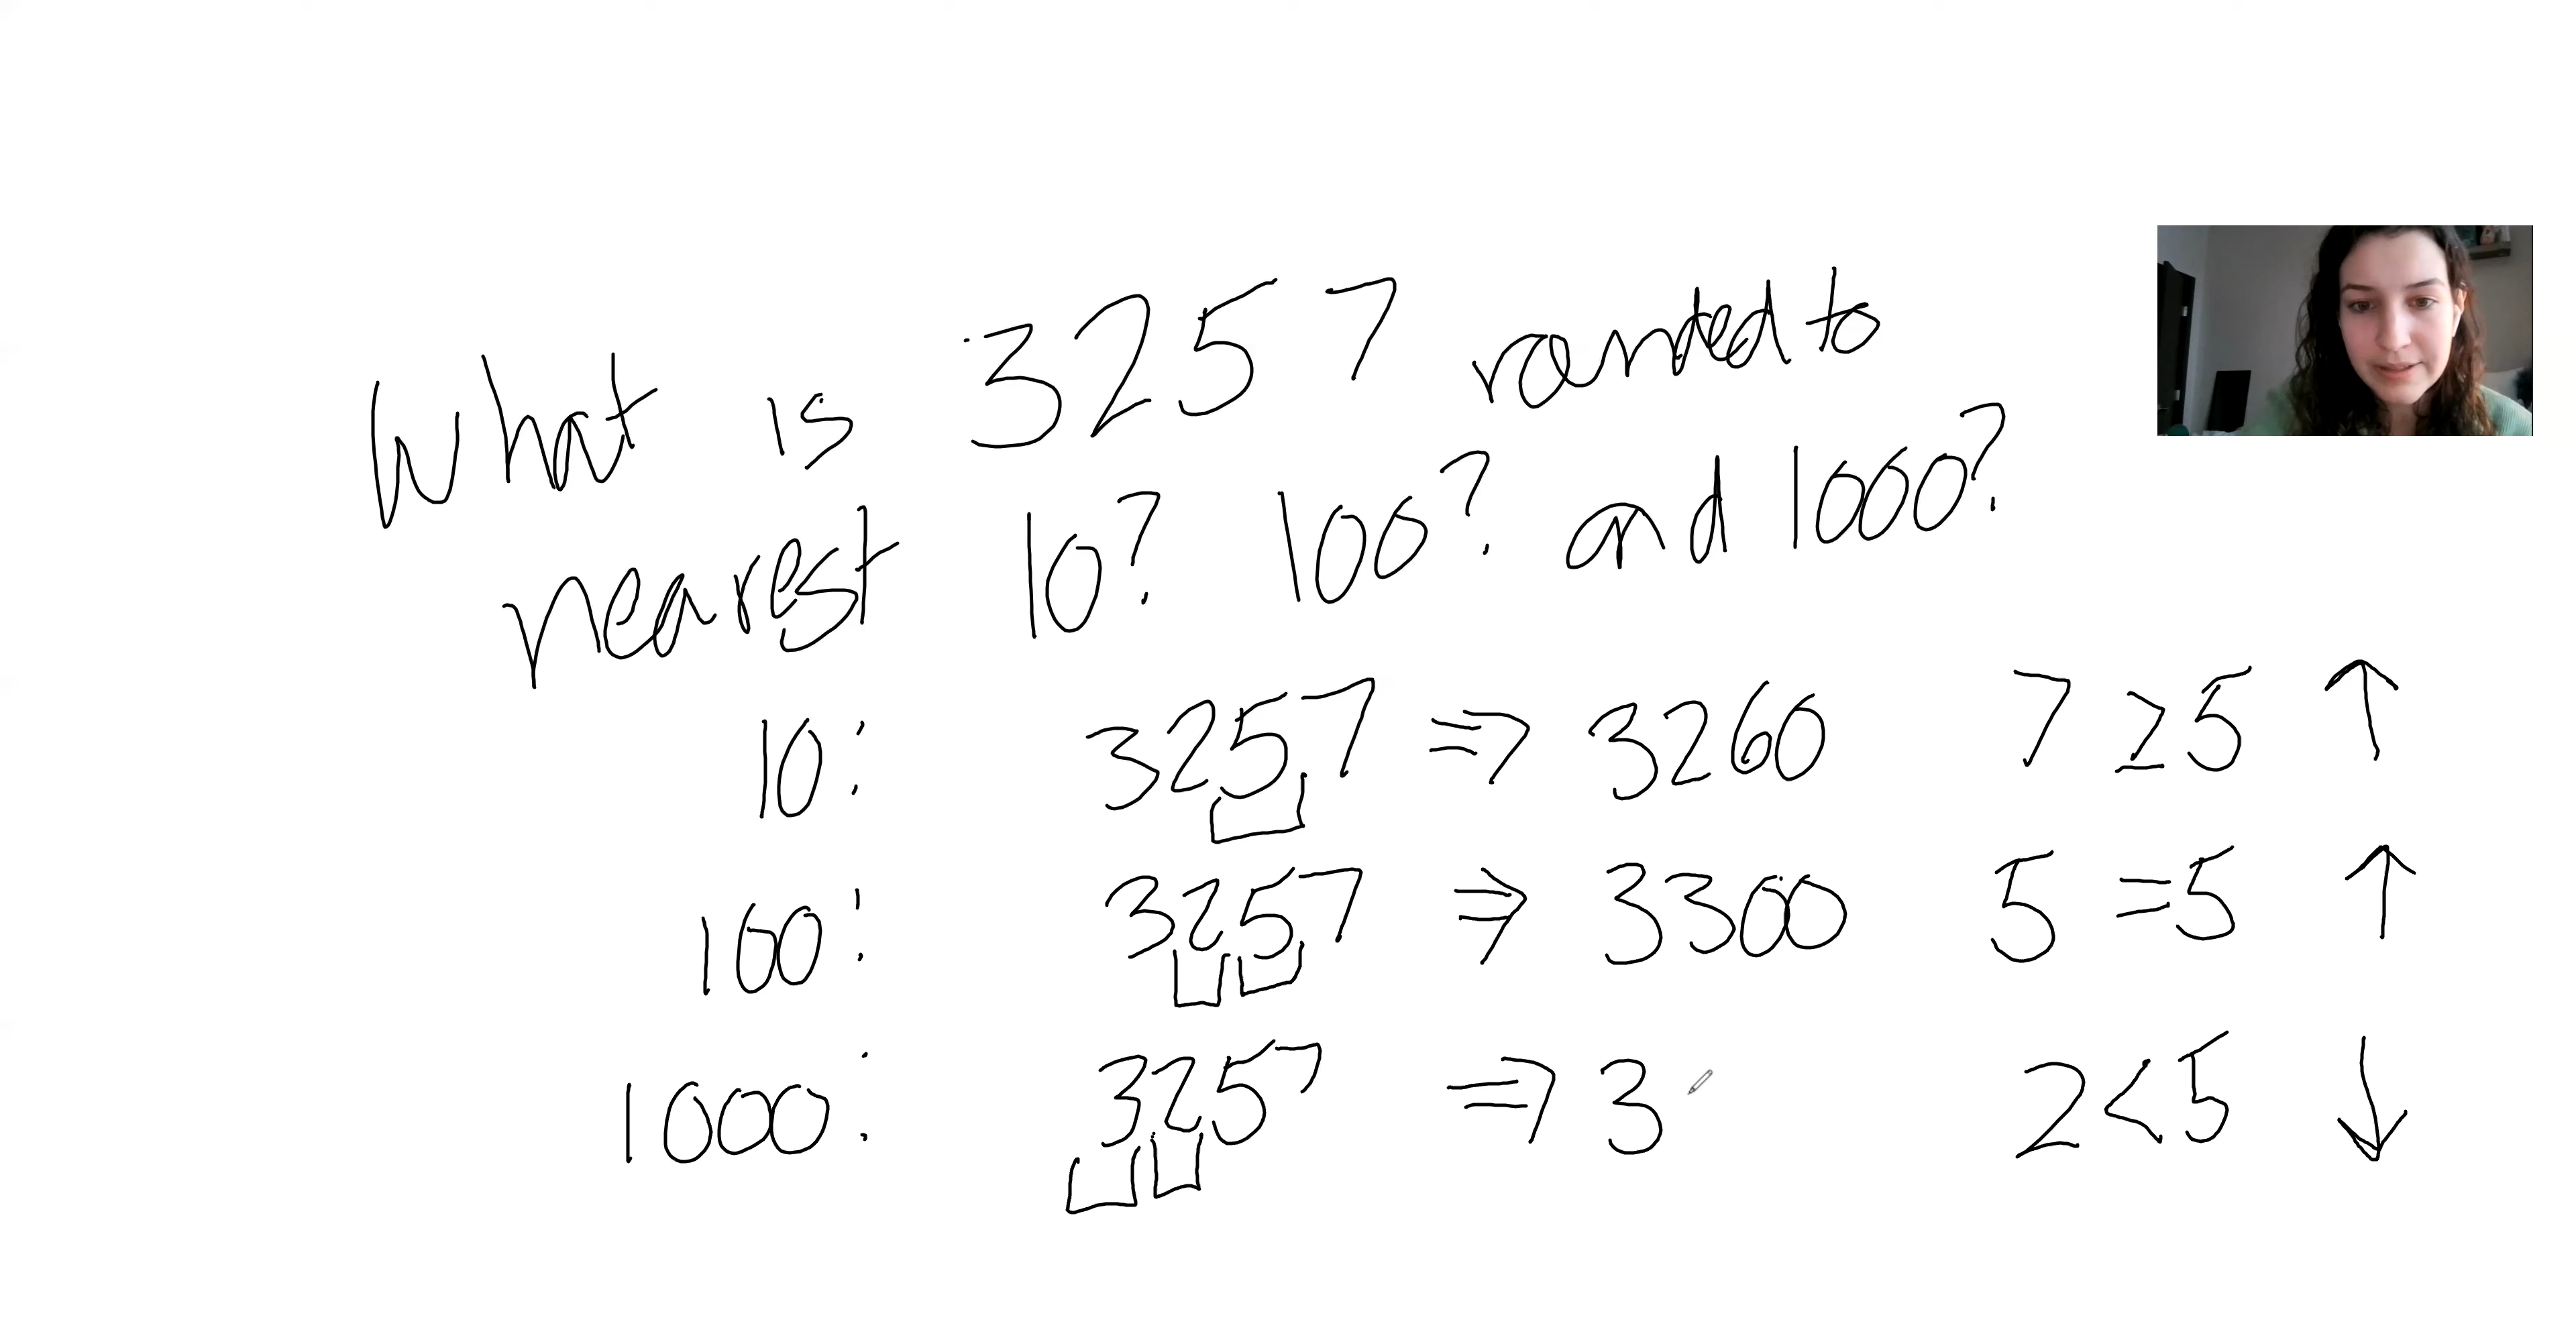 What is 3257 rounded to
nearest 10? 100? and 1000?
10: 3257 => 3260 7 ≥5 ↑
100: 3257 => 3300 5 =5 ↑
1000: 3257 => 3 2<5 ↓